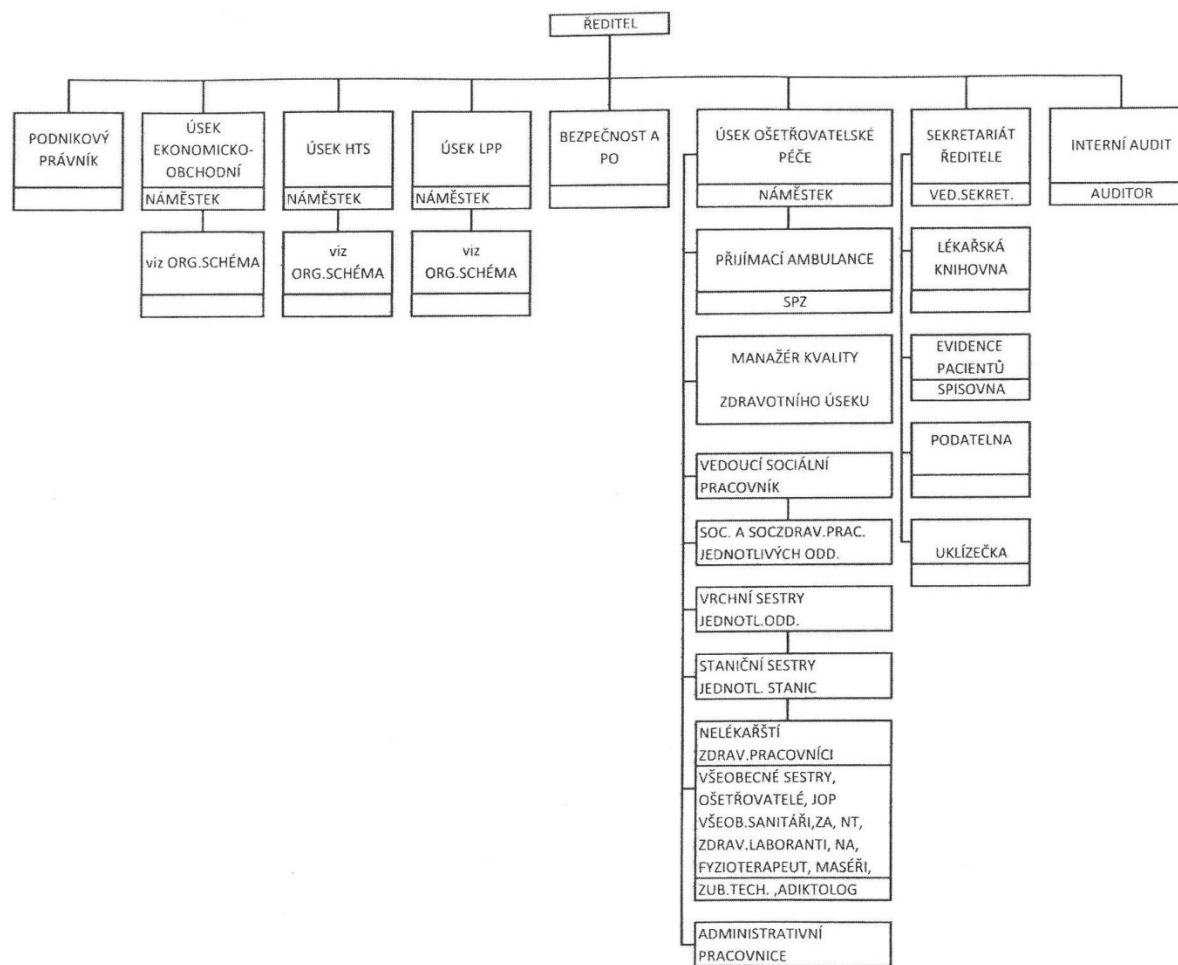 ŘEDITEL
PODNIKOVÝ
PRÁVNÍK
ÚSEK
EKONOMICKO-
OBCHODNÍ
NÁMĚSTEK
viz ORG.SCHÉMA
ÚSEK HTS
NÁMĚSTEK
viz
ORG.SCHÉMA
ÚSEK LPP
NÁMĚSTEK
viz
ORG.SCHÉMA
BEZPEČNOST A
PO
ÚSEK OŠETŘOVATELSKÉ
PÉČE
NÁMĚSTEK
PŘIJÍMACÍ AMBULANCE
SPZ
MANAŽÉR KVALITY
ZDRAVOTNÍHO ÚSEKU
VEDOUCÍ SOCIÁLNÍ
PRACOVNÍK
SOC. A SOCZDRAV.PRAC.
JEDNOTLIVÝCH ODD.
VRCHNÍ SESTRY
JEDNOTL.ODD.
STANIČNÍ SESTRY
JEDNOTL. STANIC
NELÉKAŘŠTÍ
ZDRAV.PRACOVNÍCI
VŠEOBECNÉ SESTRY,
OŠETŘOVATELÉ, JOP
VŠEOB.SANITÁŘI,ZA, NT,
ZDRAV.LABORANTI, NA,
FYZIOTERAPEUT, MASÉŘI,
ZUB.TECH. ,ADIKTOLOG
ADMINISTRATIVNÍ
PRACOVNICE
SEKRETARIÁT
ŘEDITELE
VED.SEKRET.
LÉKAŘSKÁ
KNIHOVNA
EVIDENCE
PACIENTŮ
SPISOVNA
PODATELNA
UKLÍZEČKA
INTERNÍ AUDIT
AUDITOR